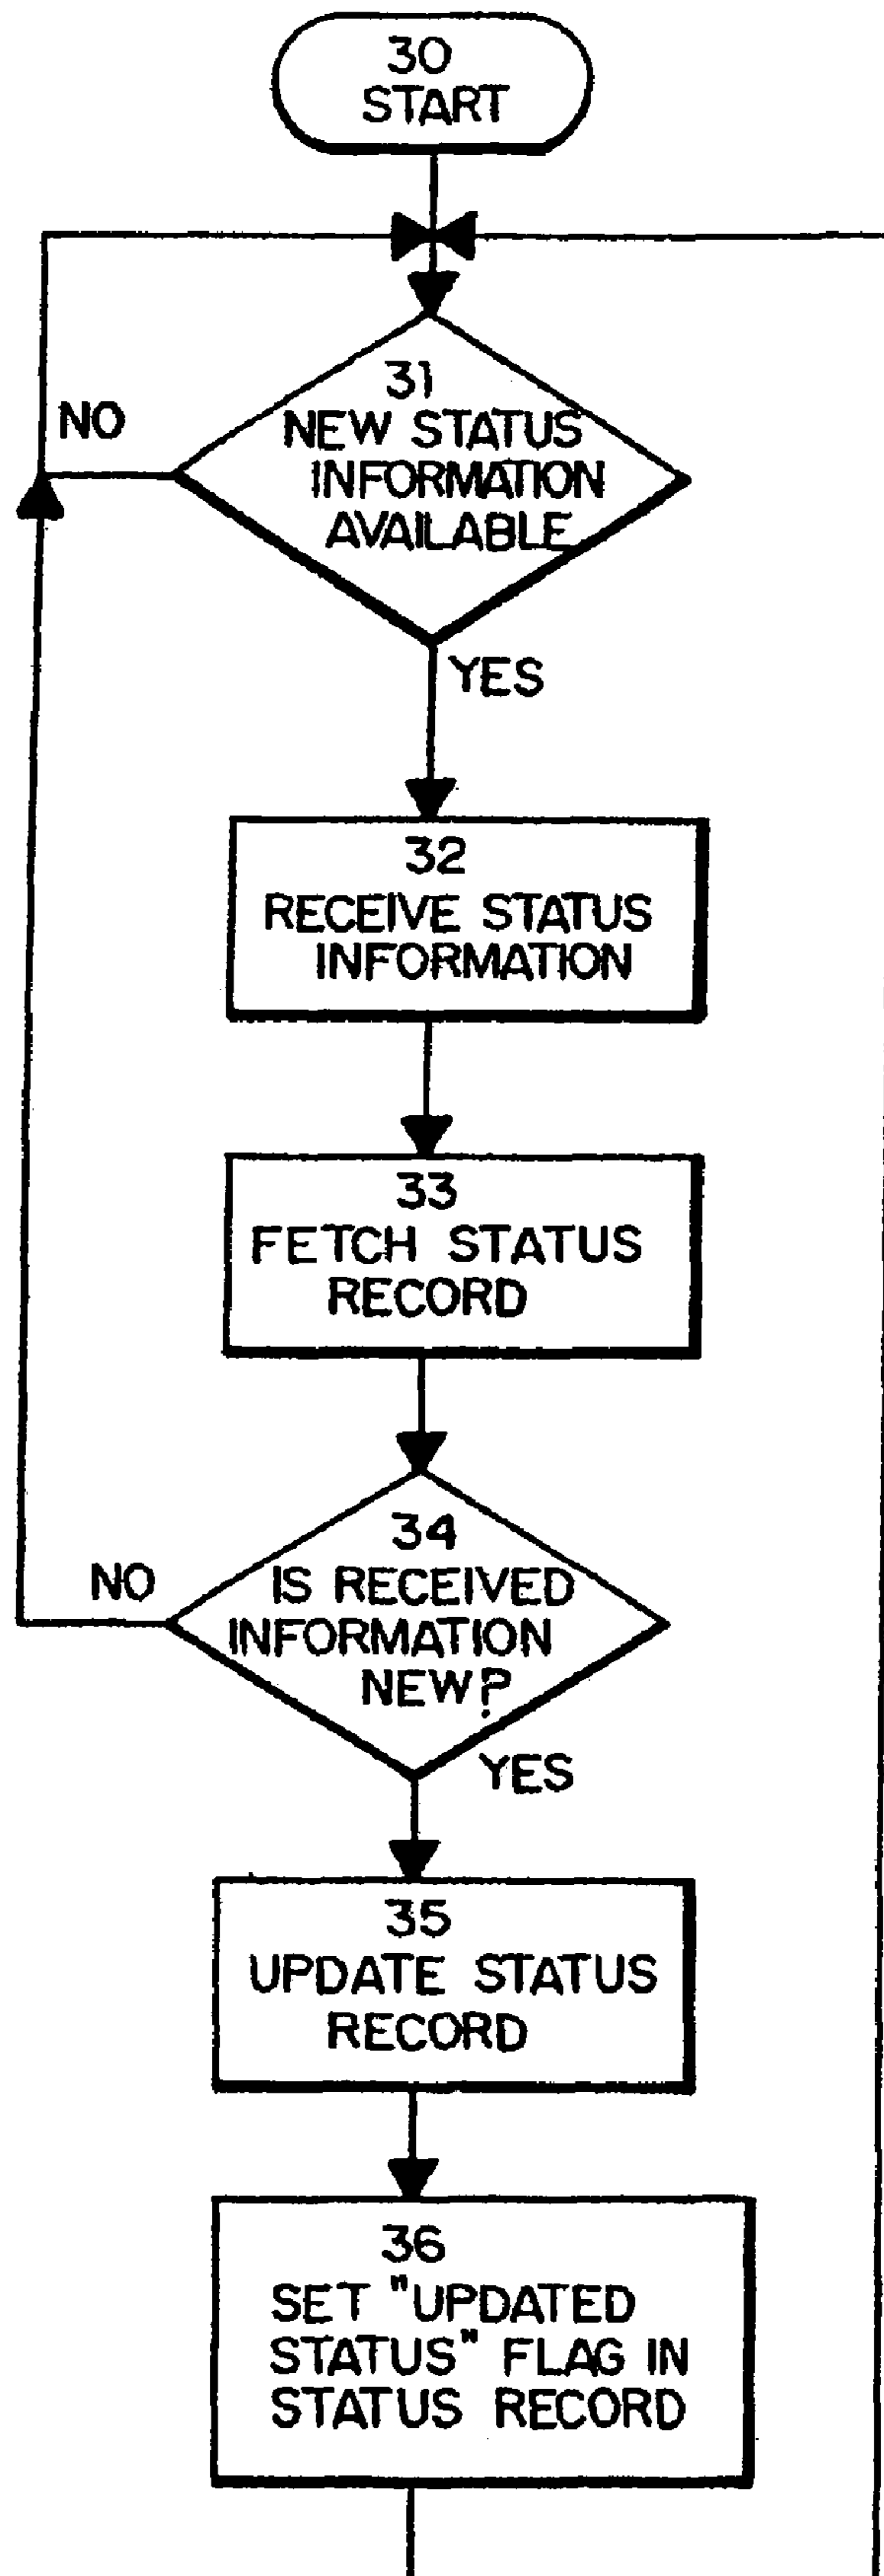 30
START
31
NO
NEW STATUS
INFORMATION
AVAILABLE
YES
32
RECEIVE STATUS
INFORMATION
33
FETCH STATUS
RECORD
34
NO
IS RECEIVED
INFORMATION
NEW?
YES
35
UPDATE STATUS
RECORD
36
SET "UPDATED
STATUS" FLAG IN
STATUS RECORD